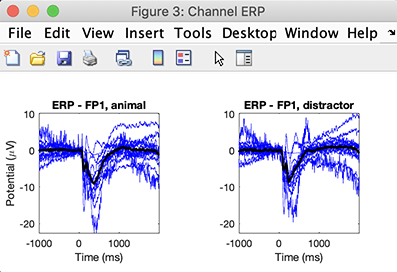 Figure 3: Channel ERP
File Edit View Insert Tools Desktop Window Help
ERP - FP1, animal
ERP - FP1, distractor
10
0
-10
-20
Potential (μV)
-1000 0 1000
Time (ms)
10
0
-10
-20
-1000 0 1000
Time (ms)